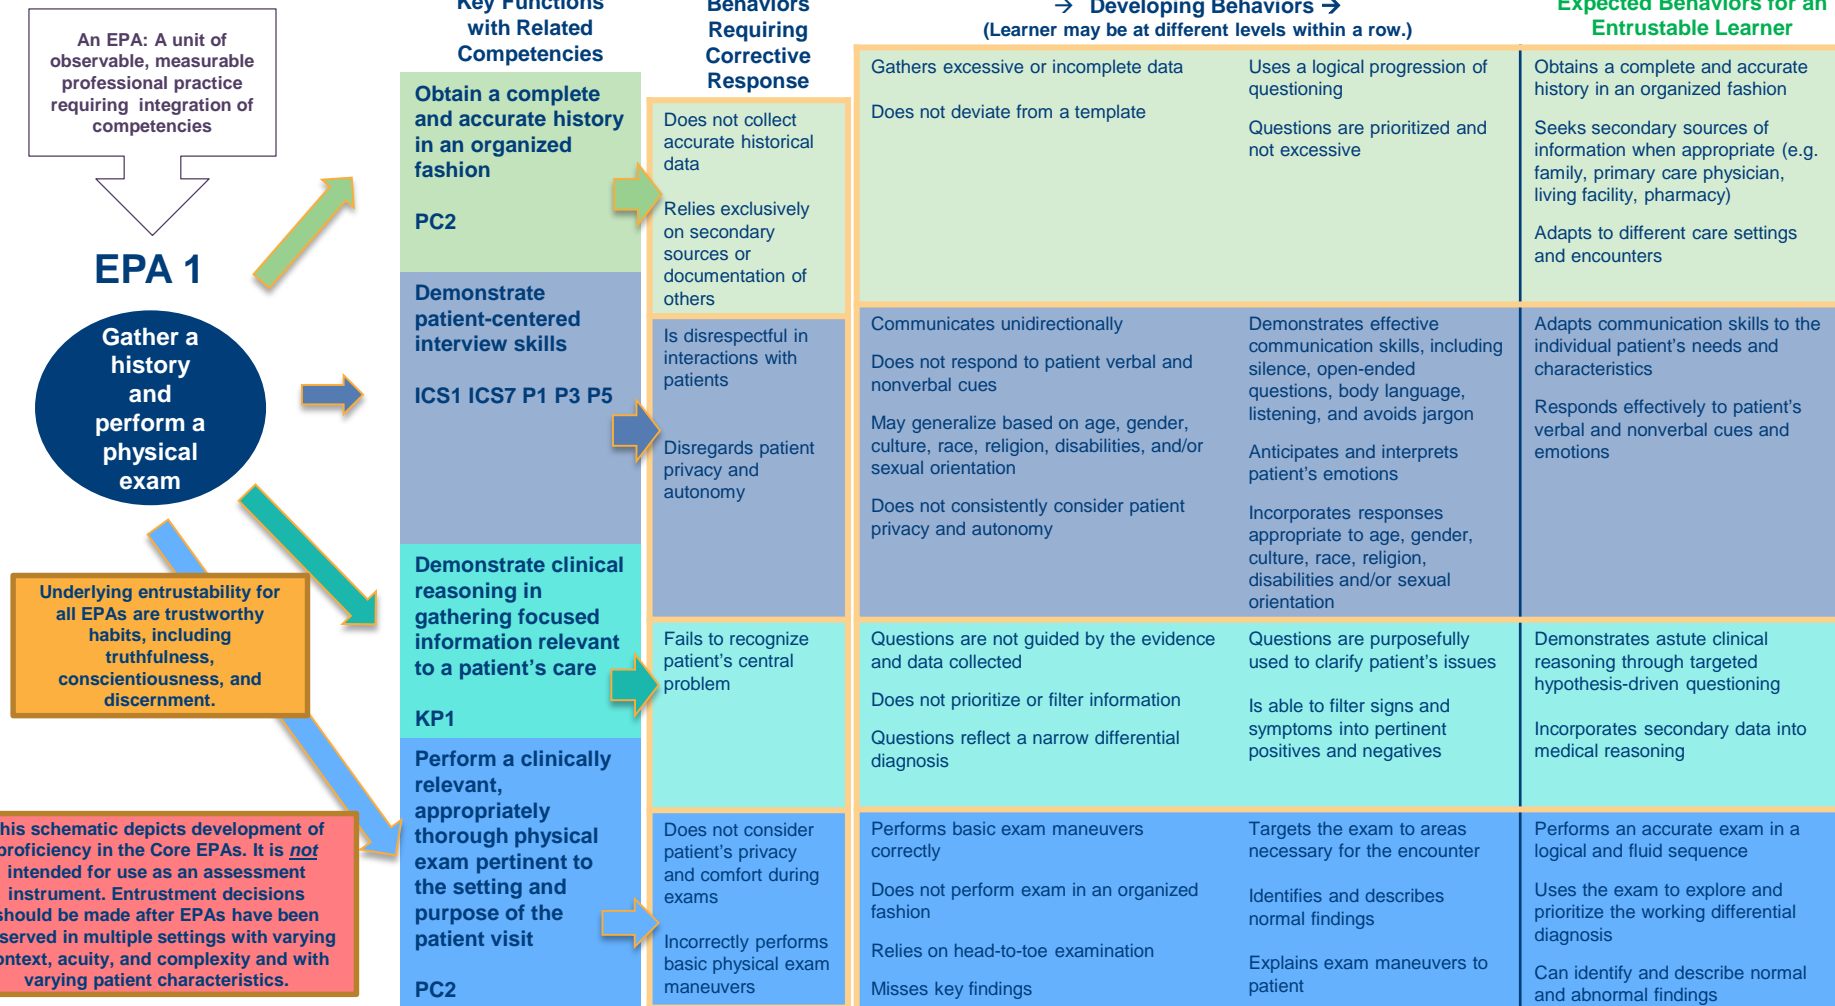 An EPA: A unit of
observable, measurable
professional practice
requiring integration of
competencies
EPA 1
Gather a
history
and
perform a
physical
exam
Underlying entrustability for
all EPAs are trustworthy
habits, including
truthfulness,
conscientiousness, and
discernment.
his schematic depicts development of
proficiency in the Core EPAs. It is not
intended for use as an assessment
instrument. Entrustment decisions
should be made after EPAs have been
served in multiple settings with varying
ontext, acuity, and complexity and with
varying patient characteristics.
Key Functions
with Related
Competencies
Obtain a complete
and accurate history
in an organized
fashion
PC2
Demonstrate
patient-centered
interview skills
ICS1 ICS7 P1 P3 P5
Demonstrate clinical
reasoning in
gathering focused
information relevant
to a patient's care
KP1
Perform a clinically
relevant,
appropriately
thorough physical
exam pertinent to
the setting and
purpose of the
patient visit
PC2
Behaviors
Requiring
Corrective
Response
Does not collect
accurate historical
data
Relies exclusively
on secondary
sources or
documentation of
others
Is disrespectful in
interactions with
patients
Disregards patient
privacy and
autonomy
Fails to recognize
patient's central
problem
Does not consider
patient's privacy
and comfort during
exams
Incorrectly performs
basic physical exam
maneuvers
→ Developing Behaviors →
(Learner may be at different levels within a row.)
Gathers excessive or incomplete data
Does not deviate from a template
Uses a logical progression of
questioning
Questions are prioritized and
not excessive
Communicates unidirectionally
Does not respond to patient verbal and
nonverbal cues
May generalize based on age, gender,
culture, race, religion, disabilities, and/or
sexual orientation
Does not consistently consider patient
privacy and autonomy
Demonstrates effective
communication skills, including
silence, open-ended
questions, body language,
listening, and avoids jargon
Anticipates and interprets
patient's emotions
Incorporates responses
appropriate to age, gender,
culture, race, religion,
disabilities and/or sexual
orientation
Questions are not guided by the evidence
and data collected
Does not prioritize or filter information
Questions reflect a narrow differential
diagnosis
Questions are purposefully
used to clarify patient's issues
Is able to filter signs and
symptoms into pertinent
positives and negatives
Performs basic exam maneuvers
correctly
Does not perform exam in an organized
fashion
Relies on head-to-toe examination
Misses key findings
Targets the exam to areas
necessary for the encounter
Identifies and describes
normal findings
Explains exam maneuvers to
patient
Expected Behaviors for an
Entrustable Learner
Obtains a complete and accurate
history in an organized fashion
Seeks secondary sources of
information when appropriate (e.g.
family, primary care physician,
living facility, pharmacy)
Adapts to different care settings
and encounters
Adapts communication skills to the
individual patient's needs and
characteristics
Responds effectively to patient's
verbal and nonverbal cues and
emotions
Demonstrates astute clinical
reasoning through targeted
hypothesis-driven questioning
Incorporates secondary data into
medical reasoning
Performs an accurate exam in a
logical and fluid sequence
Uses the exam to explore and
prioritize the working differential
diagnosis
Can identify and describe normal
and abnormal findings